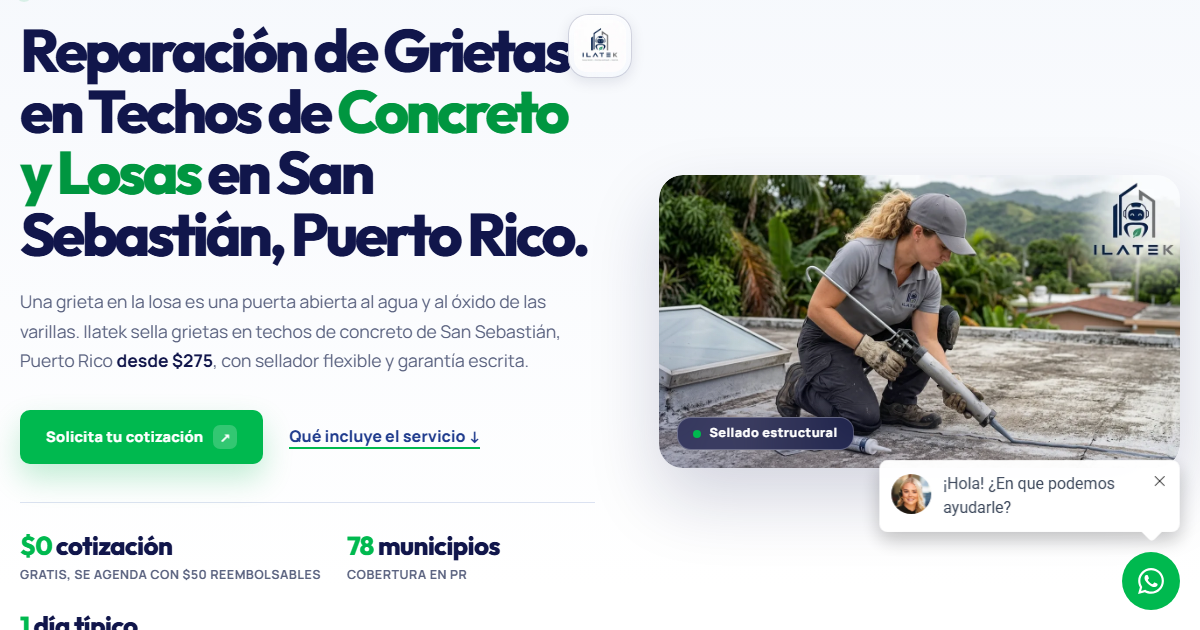 Reparación de Grietas
en Techos de Concreto
y Losas en San
Sebastián, Puerto Rico.
ILATEK
Una grieta en la losa es una puerta abierta al agua y al óxido de las
varillas. Ilatek sella grietas en techos de concreto de San Sebastián,
Puerto Rico desde $275, con sellador flexible y garantía escrita.
Solicita tu cotización ↗
Qué incluye el servicio ↓
ILATEK
Sellado estructural
¡Hola! ¿En que podemos
ayudarle?
$0 cotización
GRATIS, SE AGENDA CON $50 REEMBOLSABLES
78 municipios
COBERTURA EN PR
1 día típico